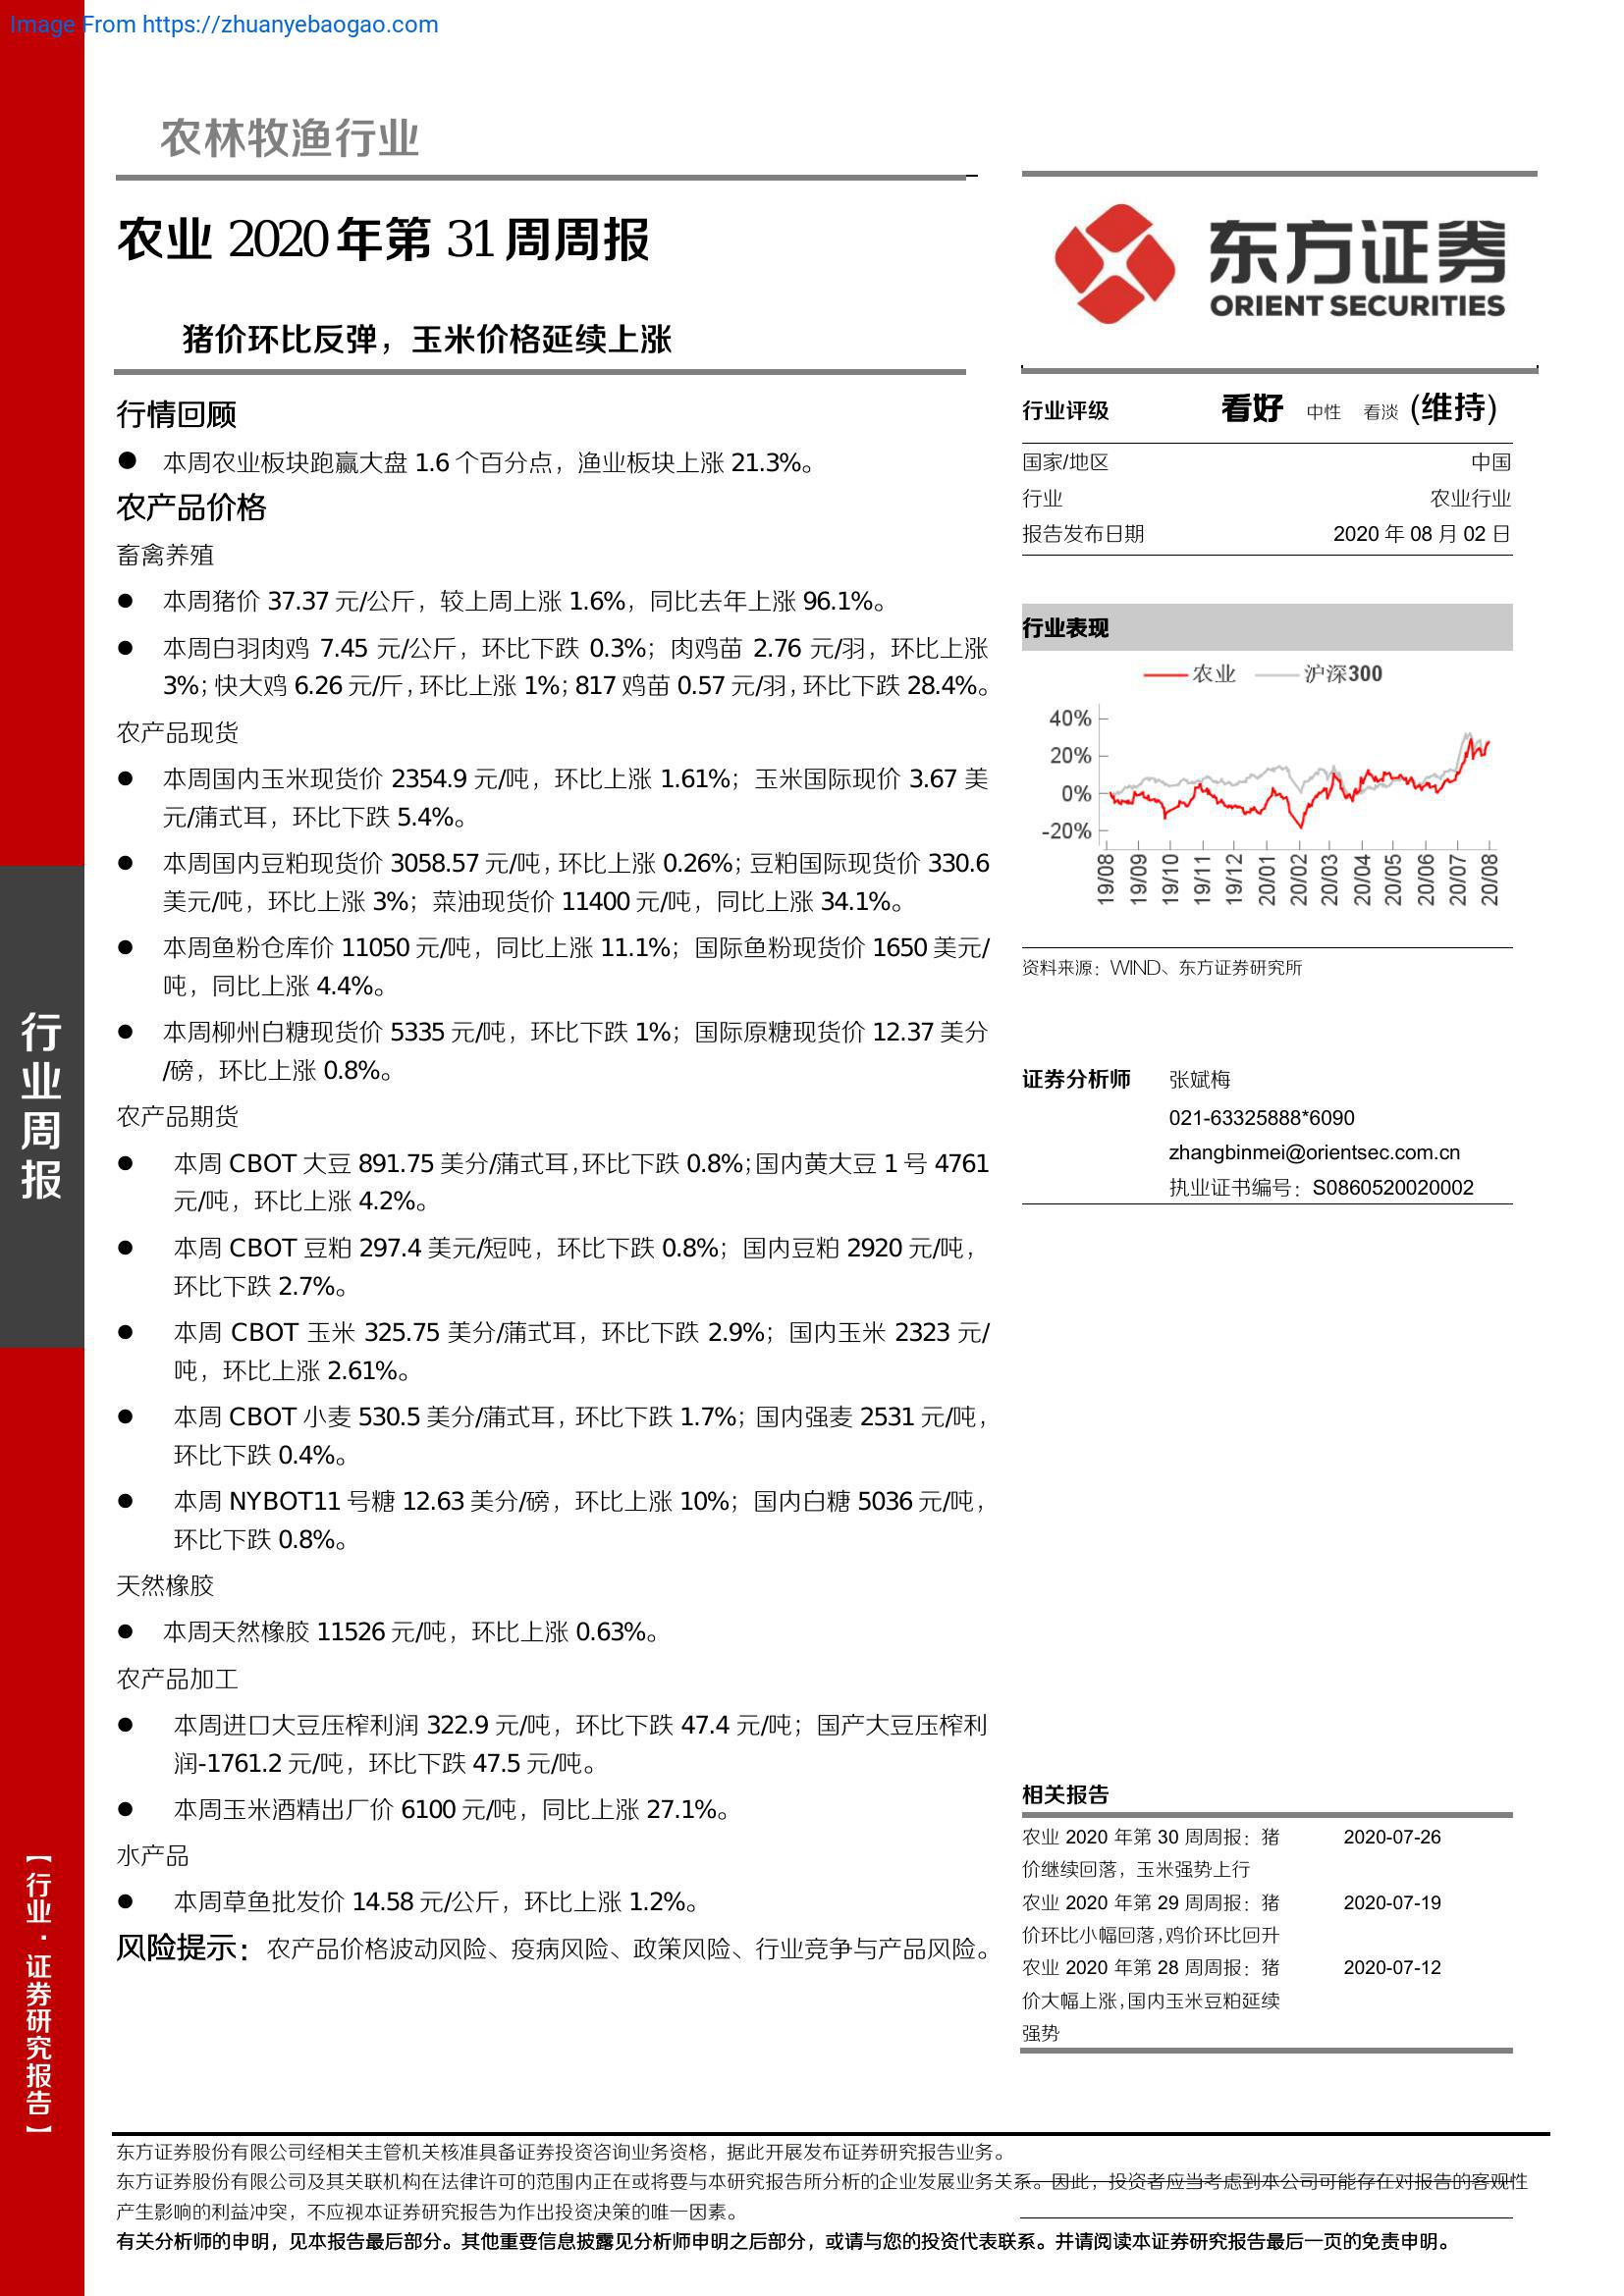 Image From https://zhuanyebaogao.com
农林牧渔行业
农业 2020 年第 31 周周报
猪价环比反弹，玉米价格延续上涨
行情回顾
● 本周农业板块跑赢大盘 1.6 个百分点，渔业板块上涨 21.3%。
农产品价格
畜禽养殖
● 本周猪价 37.37 元/公斤，较上周上涨 1.6%，同比去年上涨 96.1%。
● 本周白羽肉鸡 7.45 元/公斤，环比下跌 0.3%；肉鸡苗 2.76 元/羽，环比上涨
3%；快大鸡 6.26 元/斤，环比上涨 1%；817 鸡苗 0.57 元/羽，环比下跌 28.4%。
农产品现货
● 本周国内玉米现货价 2354.9 元/吨，环比上涨 1.61%；玉米国际现价 3.67 美
元/蒲式耳，环比下跌 5.4%。
● 本周国内豆粕现货价 3058.57 元/吨，环比上涨 0.26%；豆粕国际现货价 330.6
美元/吨，环比上涨 3%；菜油现货价 11400 元/吨，同比上涨 34.1%。
● 本周鱼粉仓库价 11050 元/吨，同比上涨 11.1%；国际鱼粉现货价 1650 美元/
吨，同比上涨 4.4%。
● 本周柳州白糖现货价 5335 元/吨，环比下跌 1%；国际原糖现货价 12.37 美分
/磅，环比上涨 0.8%。
农产品期货
● 本周 CBOT 大豆 891.75 美分/蒲式耳，环比下跌 0.8%；国内黄大豆 1 号 4761
元/吨，环比上涨 4.2%。
● 本周 CBOT 豆粕 297.4 美元/短吨，环比下跌 0.8%；国内豆粕 2920 元/吨，
环比下跌 2.7%。
● 本周 CBOT 玉米 325.75 美分/蒲式耳，环比下跌 2.9%；国内玉米 2323 元/
吨，环比上涨 2.61%。
● 本周 CBOT 小麦 530.5 美分/蒲式耳，环比下跌 1.7%；国内强麦 2531 元/吨，
环比下跌 0.4%。
● 本周 NYBOT11 号糖 12.63 美分/磅，环比上涨 10%；国内白糖 5036 元/吨，
环比下跌 0.8%。
天然橡胶
● 本周天然橡胶 11526 元/吨，环比上涨 0.63%。
农产品加工
● 本周进口大豆压榨利润 322.9 元/吨，环比下跌 47.4 元/吨；国产大豆压榨利
润-1761.2 元/吨，环比下跌 47.5 元/吨。
● 本周玉米酒精出厂价 6100 元/吨，同比上涨 27.1%。
水产品
● 本周草鱼批发价 14.58 元/公斤，环比上涨 1.2%。
风险提示：农产品价格波动风险、疫病风险、政策风险、行业竞争与产品风险。
东方证券
ORIENT SECURITIES
行业评级 看好 中性 看淡 (维持)
国家/地区 中国
行业 农业行业
报告发布日期 2020 年 08 月 02 日
行业表现
农业 沪深300
40%
20%
0%
-20%
19/08 19/09 19/10 19/11 19/12 20/01 20/02 20/03 20/04 20/05 20/06 20/07 20/08
资料来源：WIND、东方证券研究所
证券分析师 张斌梅
021-63325888*6090
zhangbinmei@orientsec.com.cn
执业证书编号：S0860520020002
相关报告
农业 2020 年第 30 周周报：猪 2020-07-26
价继续回落，玉米强势上行
农业 2020 年第 29 周周报：猪 2020-07-19
价环比小幅回落，鸡价环比回升
农业 2020 年第 28 周周报：猪 2020-07-12
价大幅上涨，国内玉米豆粕延续
强势
行业周报
【行业·证券研究报告】
东方证券股份有限公司经相关主管机关核准具备证券投资咨询业务资格，据此开展发布证券研究报告业务。
东方证券股份有限公司及其关联机构在法律许可的范围内正在或将要与本研究报告所分析的企业发展业务关系。因此，投资者应当考虑到本公司可能存在对报告的客观性
产生影响的利益冲突，不应视本证券研究报告为作出投资决策的唯一因素。
有关分析师的申明，见本报告最后部分。其他重要信息披露见分析师申明之后部分，或请与您的投资代表联系。并请阅读本证券研究报告最后一页的免责申明。